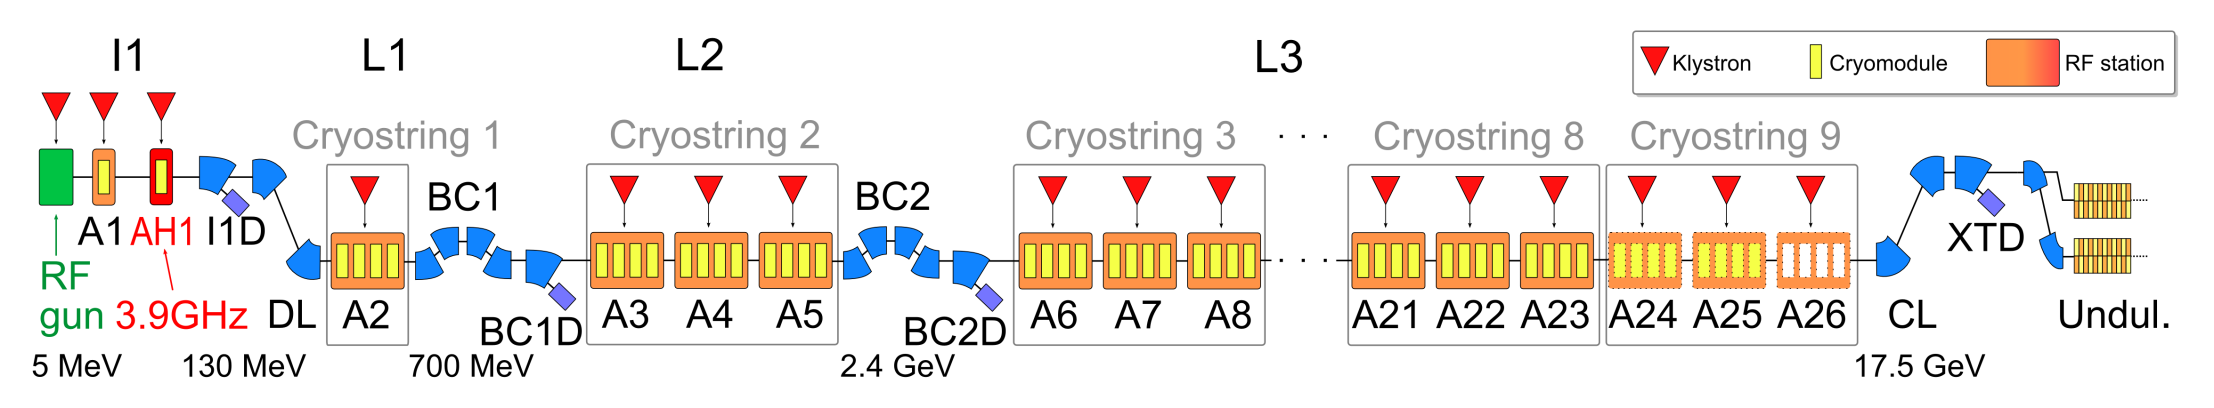 I1
L1
L2
L3
Klystron
Cryomodule
RF station
Cryostring 1
Cryostring 2
Cryostring 3
. . .
Cryostring 8
Cryostring 9
BC1
BC2
A1
AH1
I1D
XTD
RF
gun
3.9GHz
DL
A2
BC1D
A3
A4
A5
BC2D
A6
A7
A8
. . . .
A21
A22
A23
A24
A25
A26
CL
Undul.
5 MeV
130 MeV
700 MeV
2.4 GeV
17.5 GeV